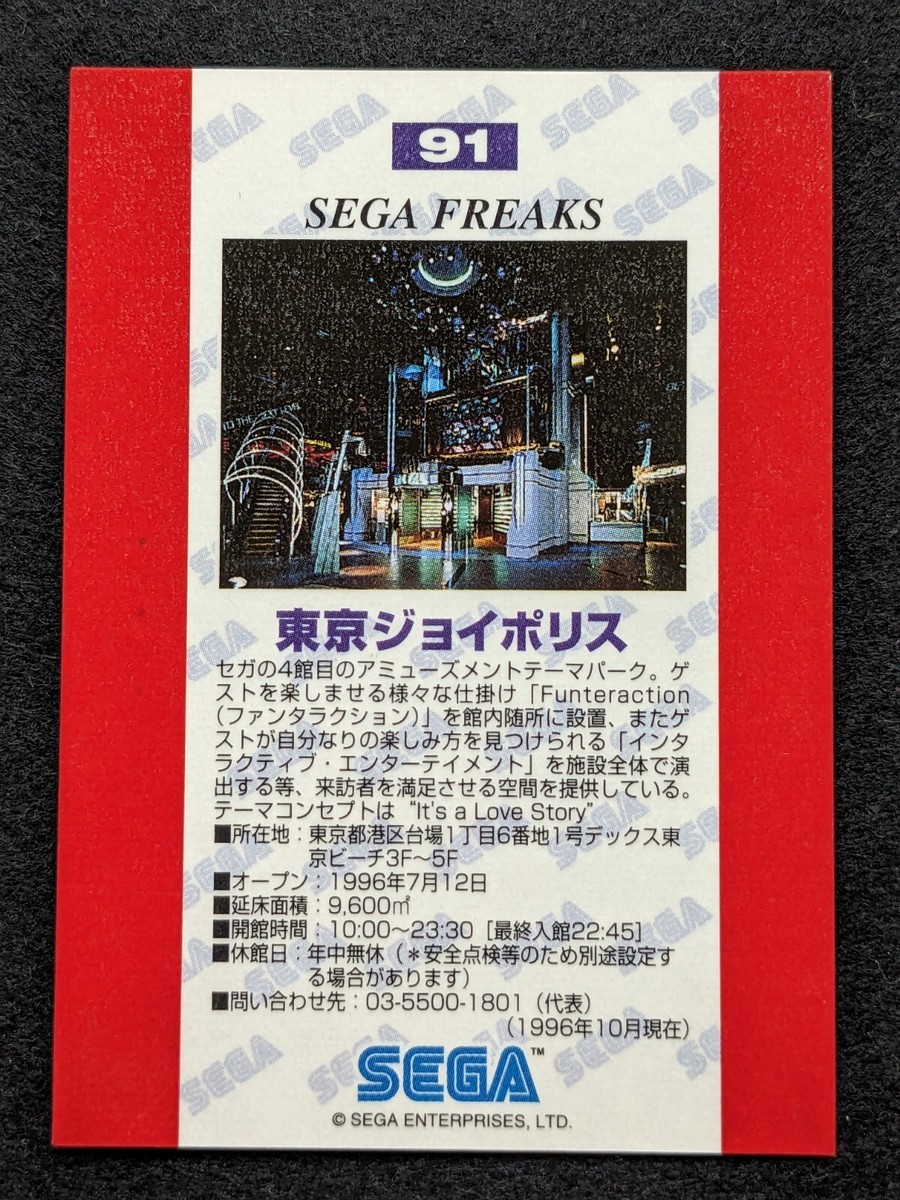 91
SEGA FREAKS
TO THE NEXT LEVEL
東京ジョイポリス
セガの4館目のアミューズメントテーマパーク。ゲ
ストを楽しませる様々な仕掛け「Funteraction
（ファンタラクション）」を館内随所に設置、またゲ
ストが自分なりの楽しみ方を見つけられる「インタ
ラクティブ・エンターテイメント」を施設全体で演
出する等、来訪者を満足させる空間を提供している。
テーマコンセプトは“It's a Love Story”
■所在地：東京都港区台場1丁目6番地1号デックス東
京ビーチ3F～5F
■オープン：1996年7月12日
■延床面積：9,600㎡
■開館時間：10:00～23:30［最終入館22:45］
■休館日：年中無休（＊安全点検等のため別途設定す
る場合があります）
■問い合わせ先：03-5500-1801（代表）
（1996年10月現在）
SEGA™
© SEGA ENTERPRISES, LTD.